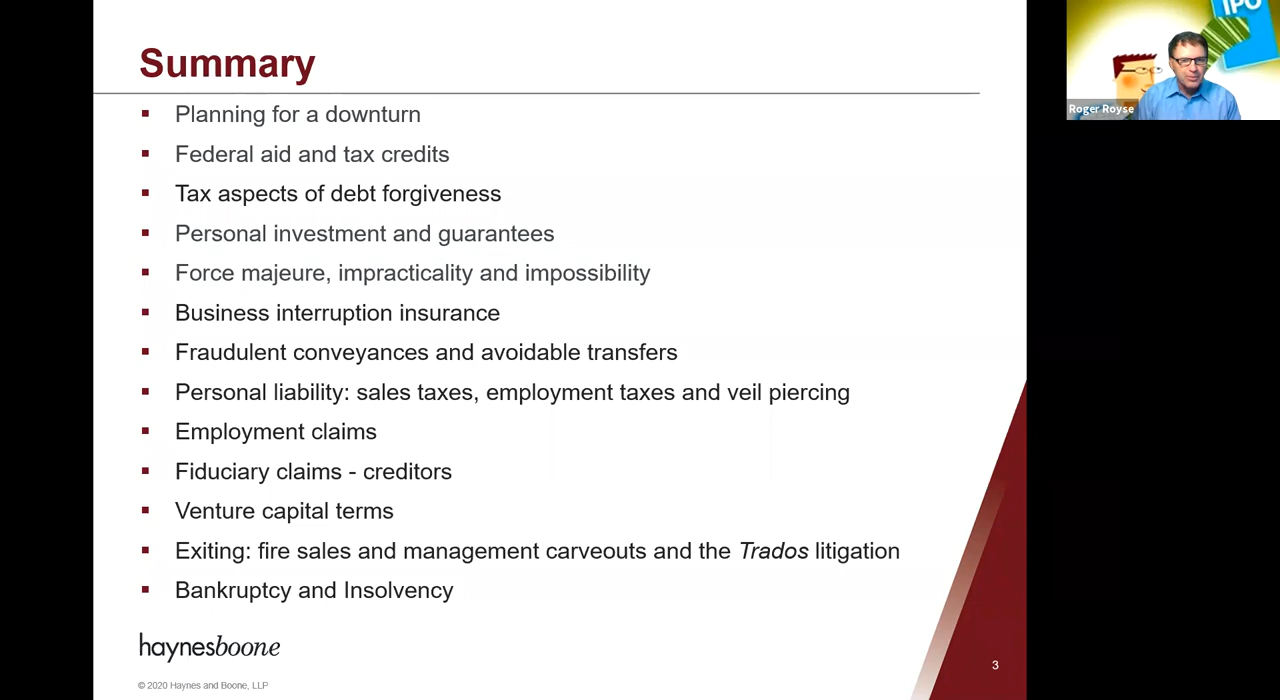 Summary
▪ Planning for a downturn
▪ Federal aid and tax credits
▪ Tax aspects of debt forgiveness
▪ Personal investment and guarantees
▪ Force majeure, impracticality and impossibility
▪ Business interruption insurance
▪ Fraudulent conveyances and avoidable transfers
▪ Personal liability: sales taxes, employment taxes and veil piercing
▪ Employment claims
▪ Fiduciary claims - creditors
▪ Venture capital terms
▪ Exiting: fire sales and management carveouts and the Trados litigation
▪ Bankruptcy and Insolvency
haynesboone
© 2020 Haynes and Boone, LLP
3
IPO
Roger Royse